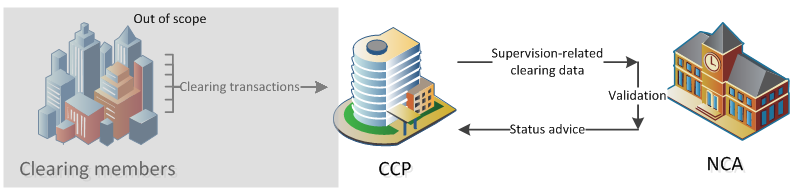 Out of scope
Clearing transactions
Clearing members
CCP
Supervision-related
clearing data
Validation
Status advice
NCA